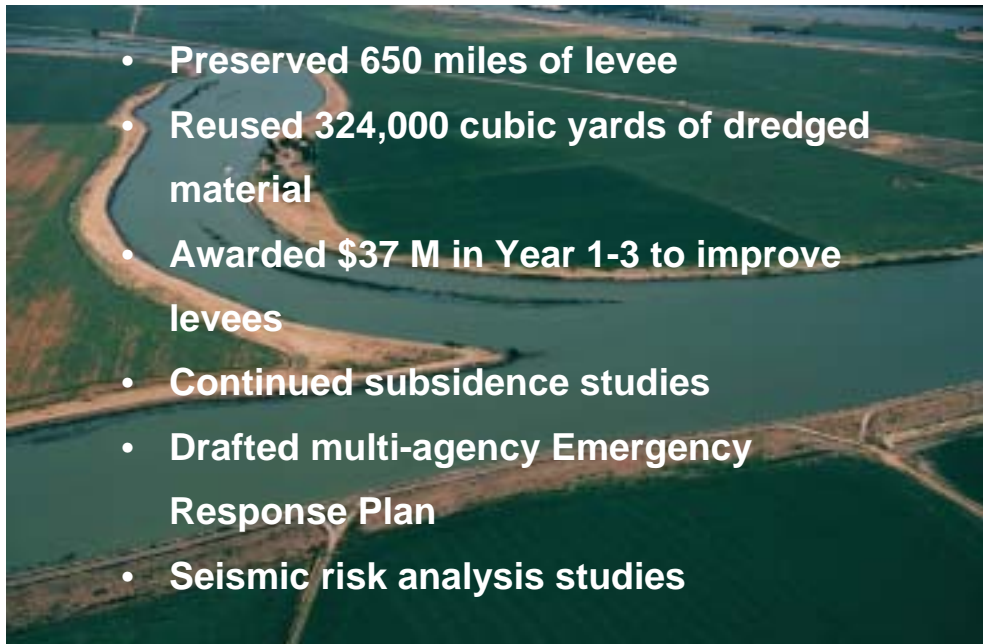 • Preserved 650 miles of levee
• Reused 324,000 cubic yards of dredged
material
• Awarded $37 M in Year 1-3 to improve
levees
• Continued subsidence studies
• Drafted multi-agency Emergency
Response Plan
• Seismic risk analysis studies